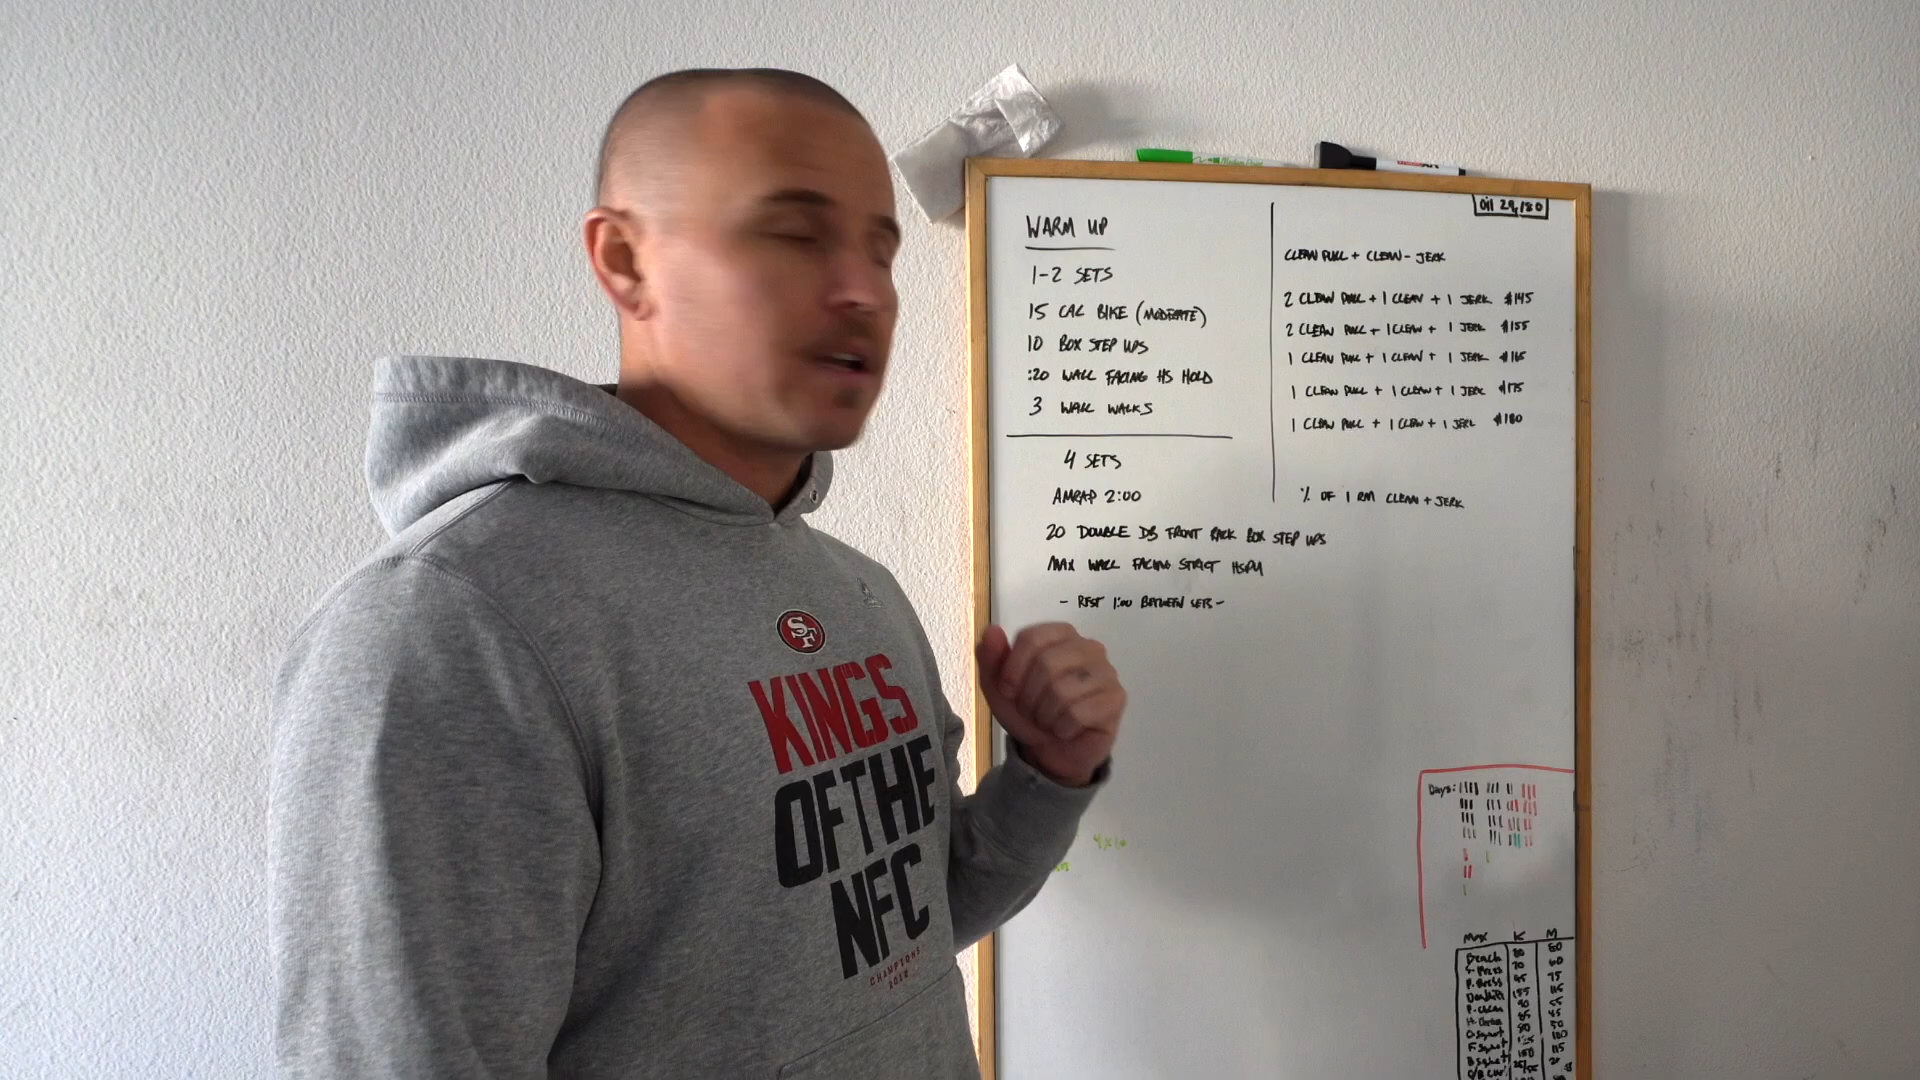 WARM UP
1-2 SETS
15 CAL BIKE (MODERATE)
10 BOX STEP UPS
:20 WALL FACING HS HOLD
3 WALL WALKS
4 SETS
AMRAP 2:00
20 DOUBLE DB FRONT RACK BOX STEP UPS
MAX WALL FACING STRICT HSPU
- REST 1:00 BETWEEN SETS -
CLEAN PULL + CLEAN - JERK
2 CLEAN PULL + 1 CLEAN + 1 JERK #145
2 CLEAN PULL + 1 CLEAN + 1 JERK #155
1 CLEAN PULL + 1 CLEAN + 1 JERK #165
1 CLEAN PULL + 1 CLEAN + 1 JERK #175
1 CLEAN PULL + 1 CLEAN + 1 JERK #180
% OF 1 RM CLEAN + JERK
SF
KINGS
OF THE
NFC
CHAMPIONS
2012
4x10
Days:
Max K M
Bench